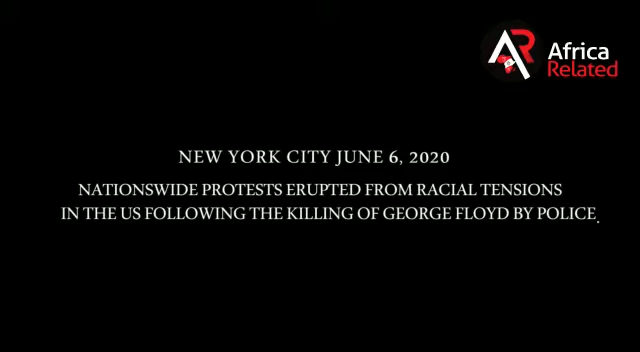 Africa
Related
NEW YORK CITY JUNE 6, 2020
NATIONSWIDE PROTESTS ERUPTED FROM RACIAL TENSIONS
IN THE US FOLLOWING THE KILLING OF GEORGE FLOYD BY POLICE.